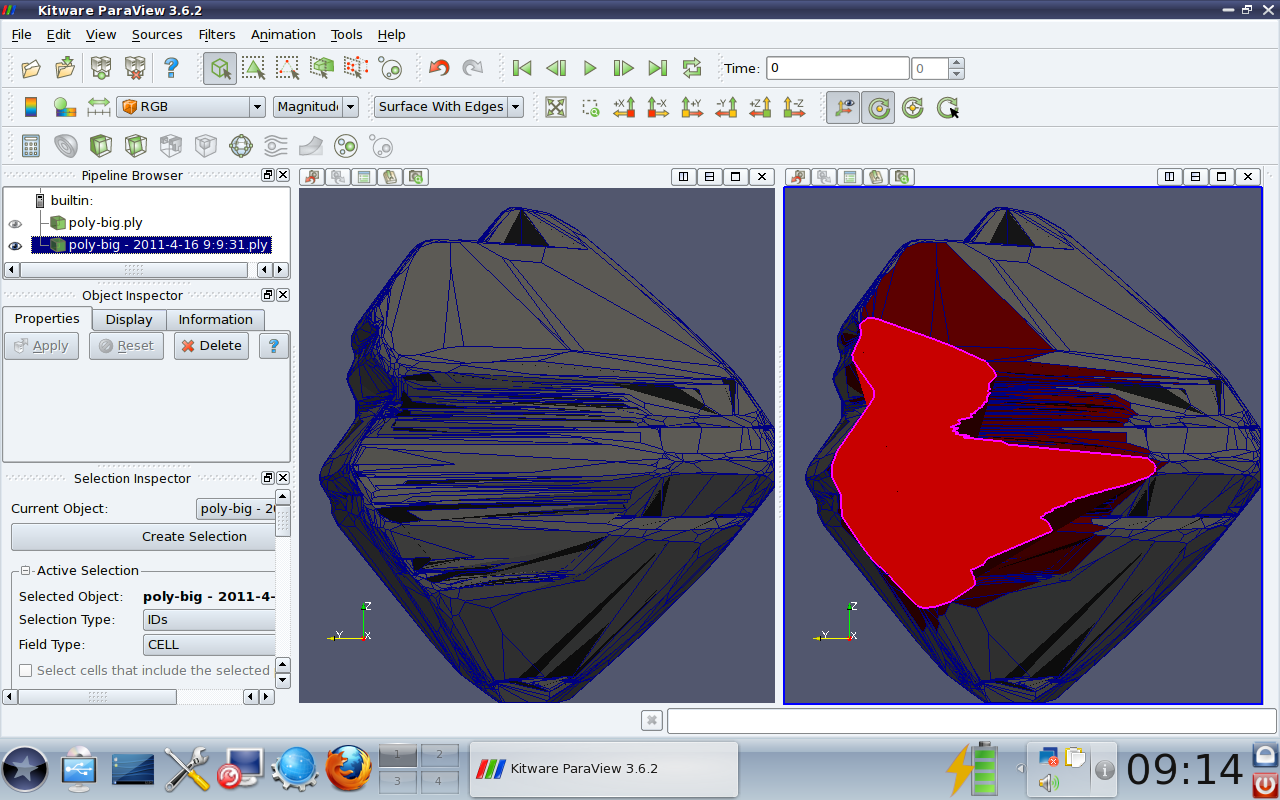 Kitware ParaView 3.6.2
File Edit View Sources Filters Animation Tools Help
Time: 0 0
RGB Magnitud Surface With Edges
+X -X +Y -Y +Z -Z
Pipeline Browser
builtin:
poly-big.ply
poly-big - 2011-4-16 9:9:31.ply
Object Inspector
Properties Display Information
Apply Reset Delete ?
Selection Inspector
Current Object: poly-big - 20
Create Selection
Active Selection
Selected Object: poly-big - 2011-4-
Selection Type: IDs
Field Type: CELL
Select cells that include the selected
Z
Y X
Z
Y X
1 2
3 4
Kitware ParaView 3.6.2
09:14